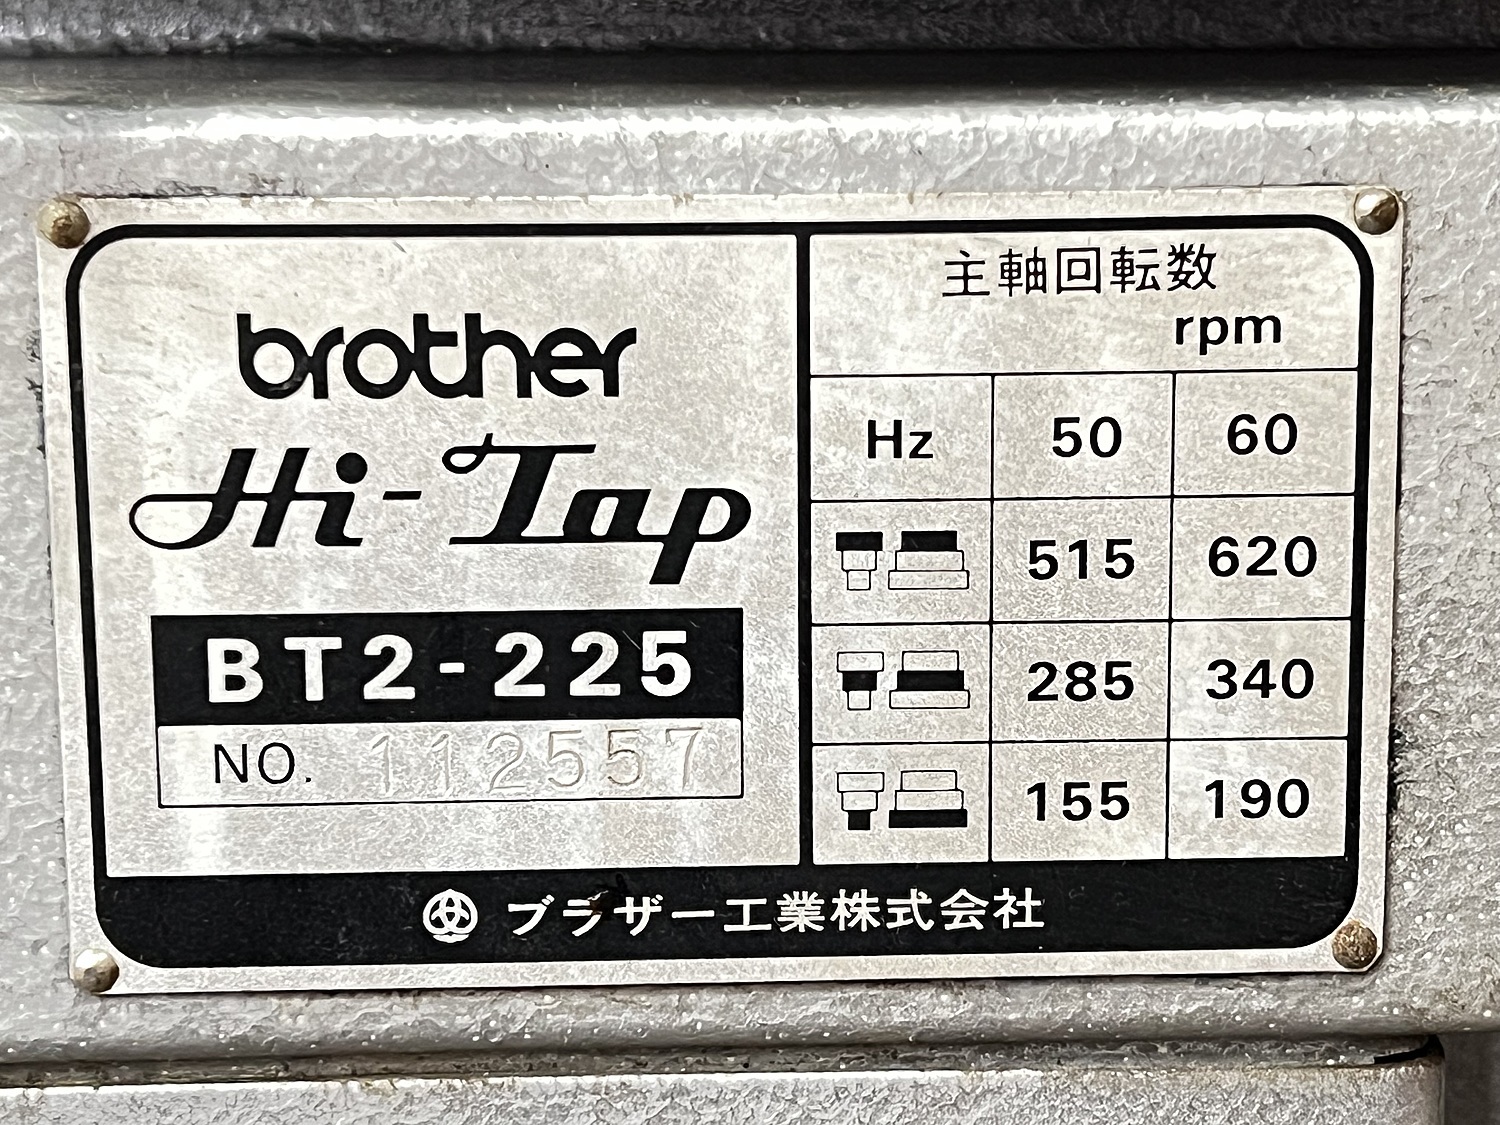 brother
Hi-Tap
BT2-225
NO. 112557
主軸回転数
rpm
Hz 50 60
515 620
285 340
155 190
ブラザー工業株式会社